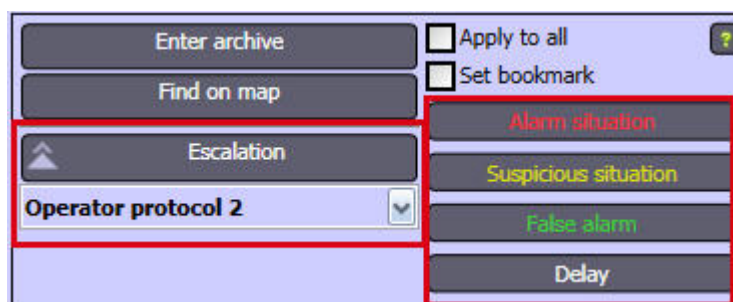 Enter archive
Find on map
Escalation
Operator protocol 2
Apply to all
?
Set bookmark
Alarm situation
Suspicious situation
False alarm
Delay